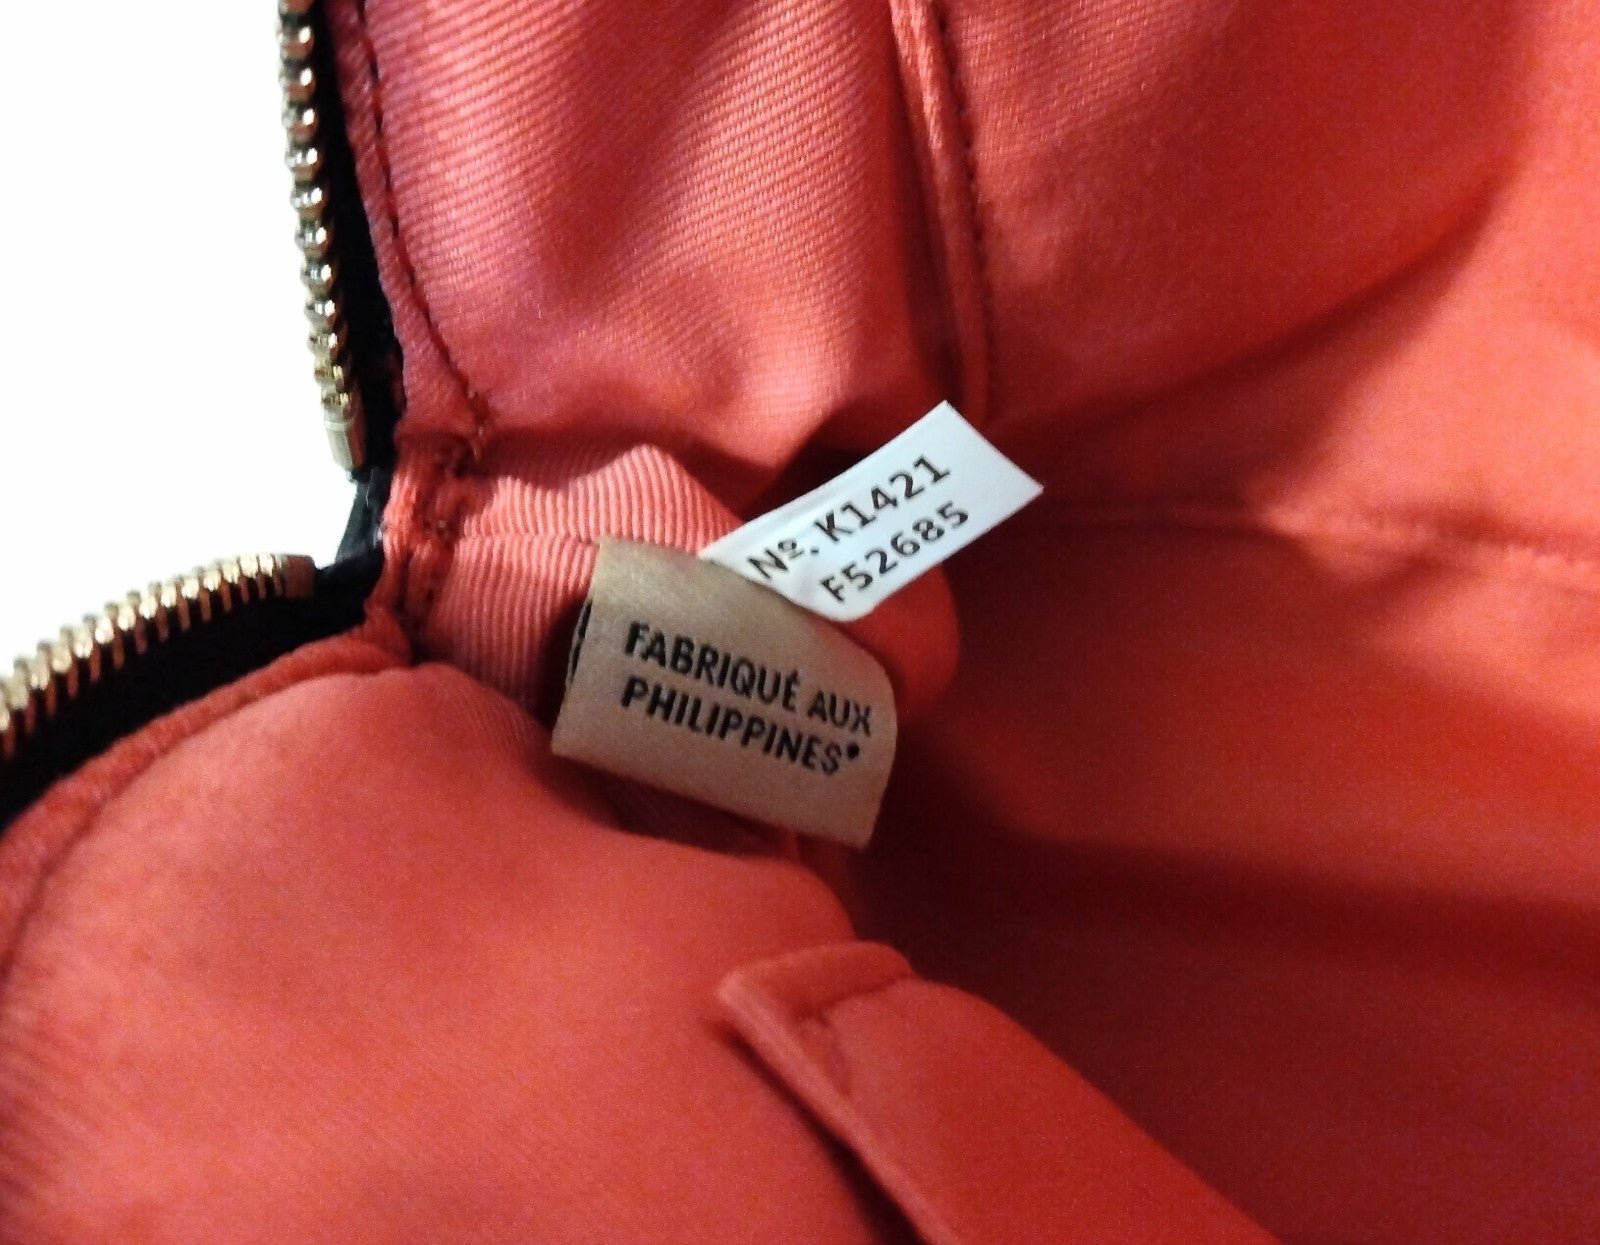 Nº. K1421
F52685
FABRIQUÉ AUX
PHILIPPINES•